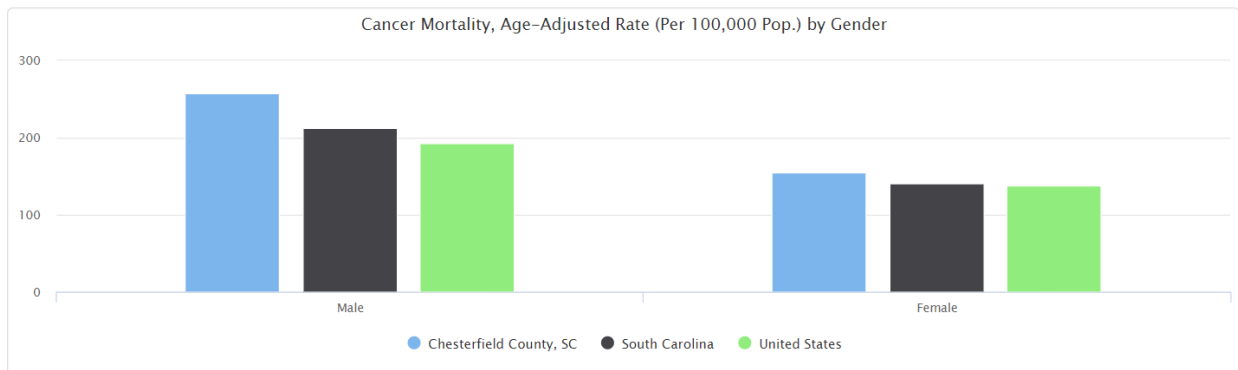 Cancer Mortality, Age-Adjusted Rate (Per 100,000 Pop.) by Gender
300
200
100
0
Male Female
Chesterfield County, SC South Carolina United States